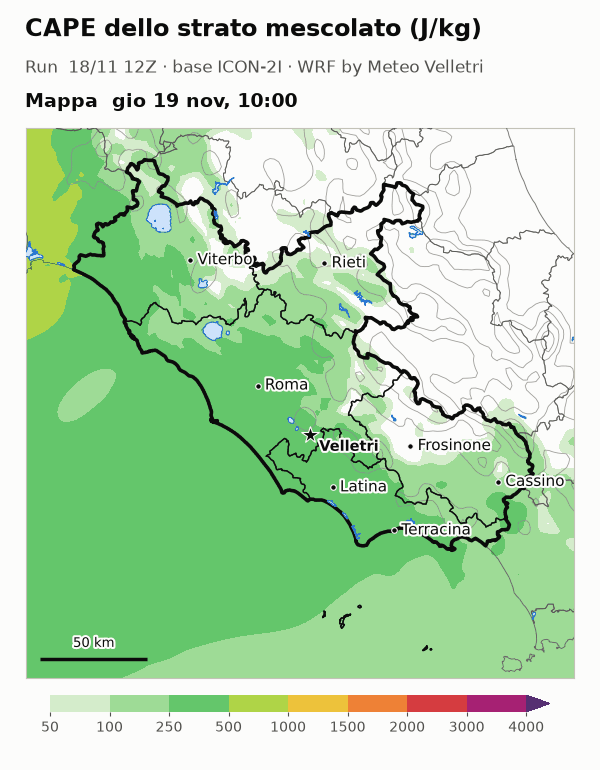 CAPE dello strato mescolato (J/kg)
Run  18/11 12Z · base ICON-2I · WRF by Meteo Velletri
Mappa  gio 19 nov, 10:00
Viterbo
Rieti
Roma
Velletri
Frosinone
Latina
Cassino
Terracina
50 km
50 100 250 500 1000 1500 2000 3000 4000